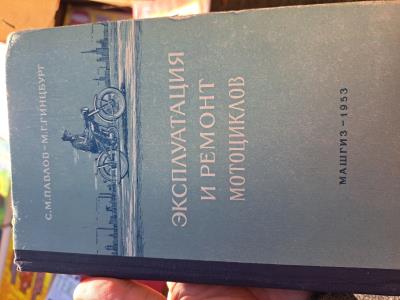 С.М.ПАВЛОВ–М.Г.ГИНЦБУРГ
ЭКСПЛУАТАЦИЯ
И РЕМОНТ
МОТОЦИКЛОВ
МАШГИЗ–1953